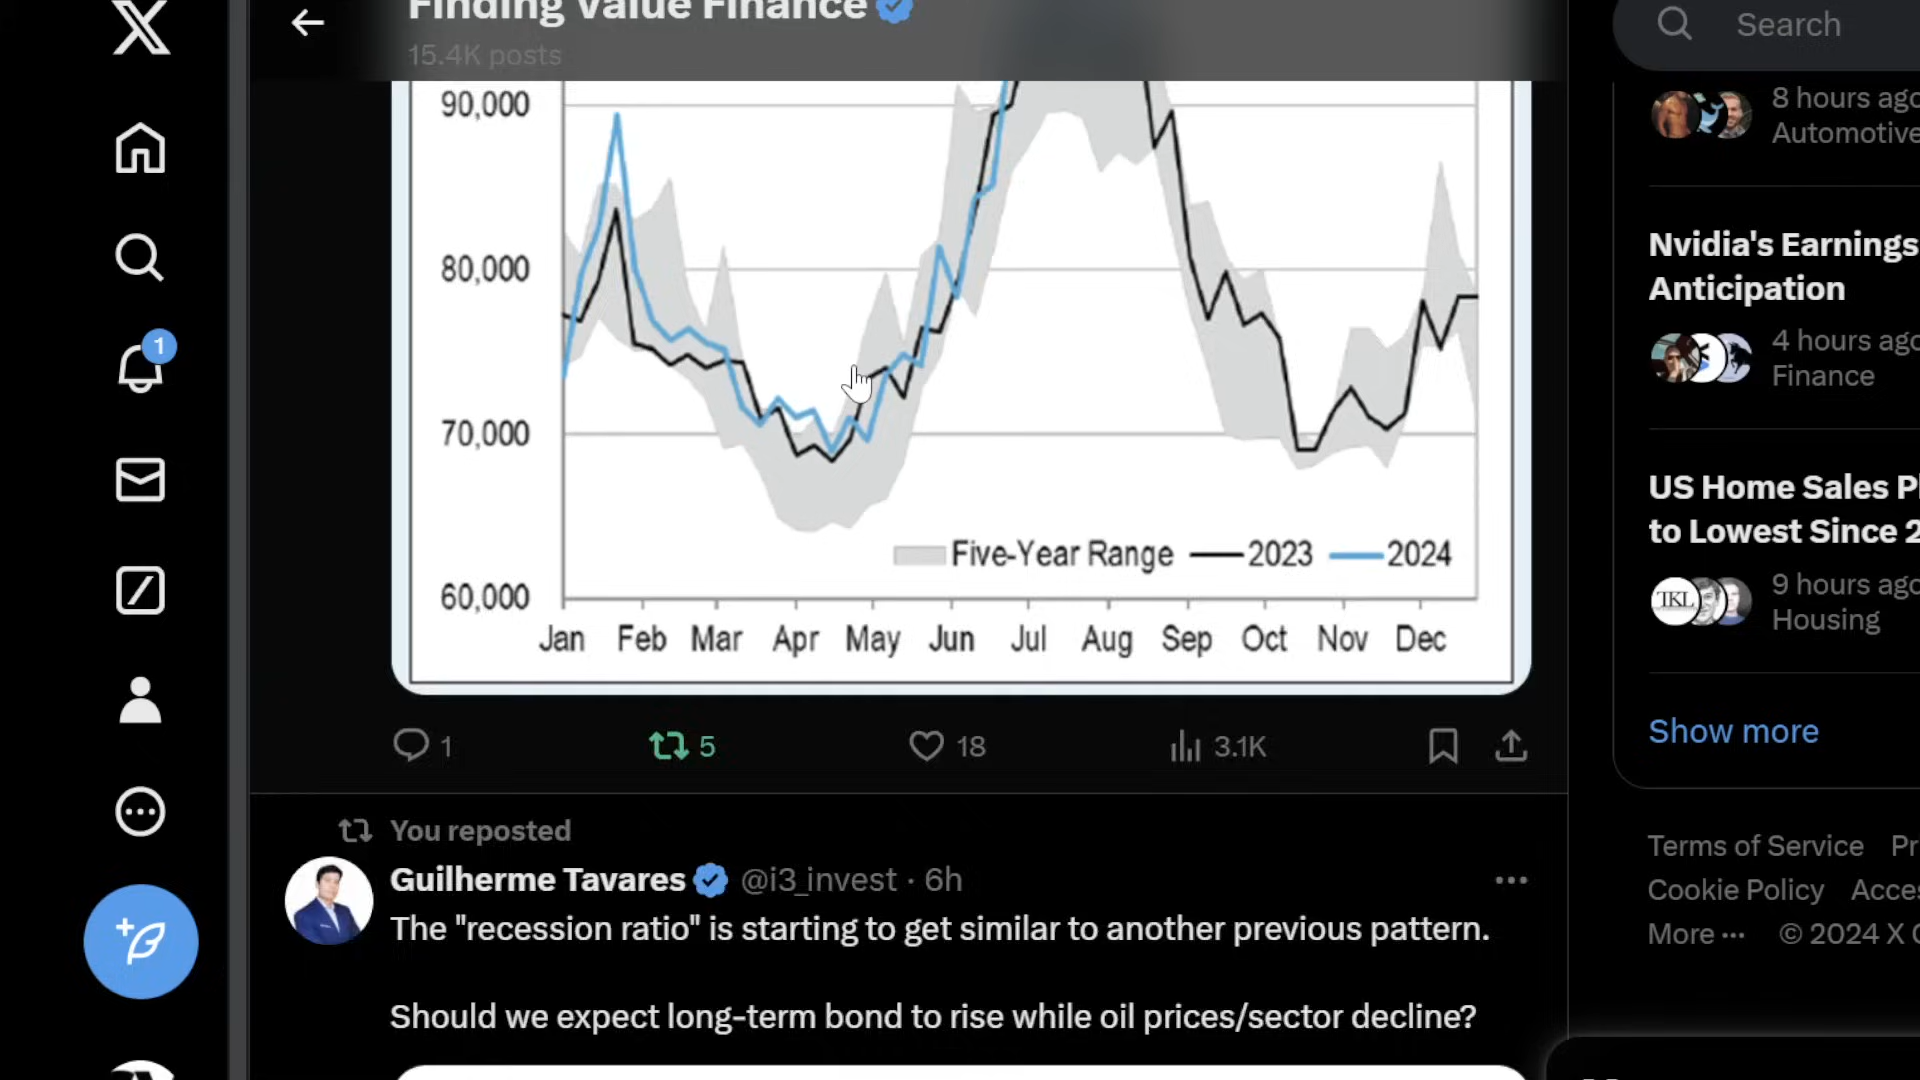 Finding Value Finance
15.4K posts
Search
1
90,000
80,000
70,000
60,000
Five-Year Range 2023 2024
Jan Feb Mar Apr May Jun Jul Aug Sep Oct Nov Dec
1 5 18 3.1K
You reposted
Guilherme Tavares @i3_invest · 6h
The "recession ratio" is starting to get similar to another previous pattern.
Should we expect long-term bond to rise while oil prices/sector decline?
8 hours ago
Automotive
Nvidia's Earnings
Anticipation
4 hours ago
Finance
US Home Sales Pl
to Lowest Since 2
TKL
9 hours ago
Housing
Show more
Terms of Service Pr
Cookie Policy Acces
More ··· © 2024 X C